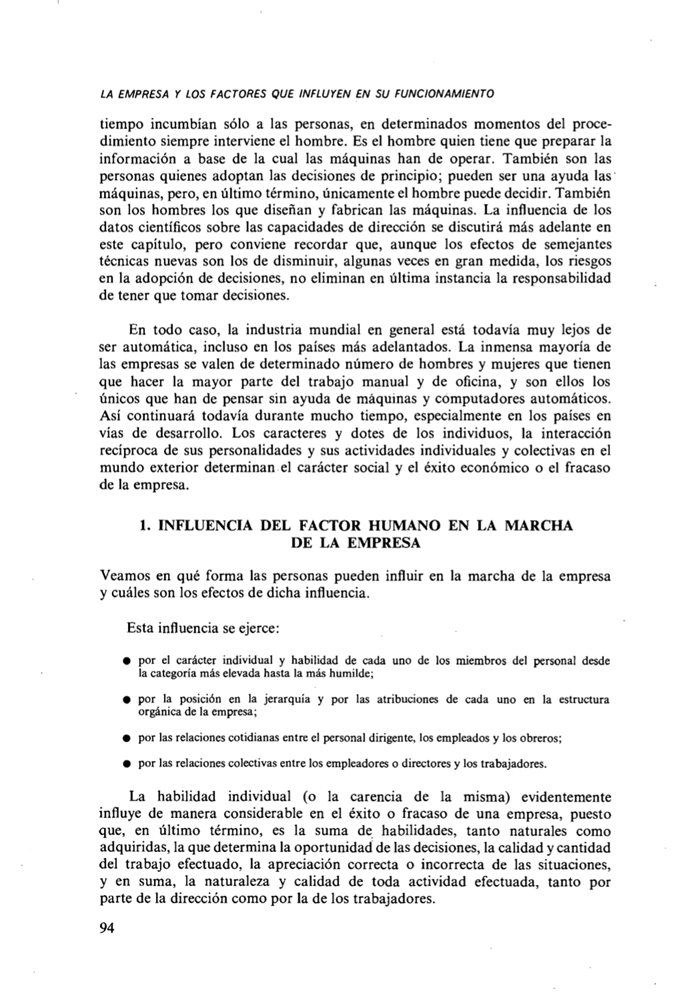 LA EMPRESA Y LOS FACTORES QUE INFLUYEN EN SU FUNCIONAMIENTO
tiempo incumbían sólo a las personas, en determinados momentos del proce-
dimiento siempre interviene el hombre. Es el hombre quien tiene que preparar la
información a base de la cual las máquinas han de operar. También son las
personas quienes adoptan las decisiones de principio; pueden ser una ayuda las
máquinas, pero, en último término, únicamente el hombre puede decidir. También
son los hombres los que diseñan y fabrican las máquinas. La influencia de los
datos científicos sobre las capacidades de dirección se discutirá más adelante en
este capítulo, pero conviene recordar que, aunque los efectos de semejantes
técnicas nuevas son los de disminuir, algunas veces en gran medida, los riesgos
en la adopción de decisiones, no eliminan en última instancia la responsabilidad
de tener que tomar decisiones.
En todo caso, la industria mundial en general está todavía muy lejos de
ser automática, incluso en los países más adelantados. La inmensa mayoría de
las empresas se valen de determinado número de hombres y mujeres que tienen
que hacer la mayor parte del trabajo manual y de oficina, y son ellos los
únicos que han de pensar sin ayuda de máquinas y computadores automáticos.
Así continuará todavía durante mucho tiempo, especialmente en los países en
vías de desarrollo. Los caracteres y dotes de los individuos, la interacción
recíproca de sus personalidades y sus actividades individuales y colectivas en el
mundo exterior determinan el carácter social y el éxito económico o el fracaso
de la empresa.
1. INFLUENCIA DEL FACTOR HUMANO EN LA MARCHA
DE LA EMPRESA
Veamos en qué forma las personas pueden influir en la marcha de la empresa
y cuáles son los efectos de dicha influencia.
Esta influencia se ejerce:
● por el carácter individual y habilidad de cada uno de los miembros del personal desde
la categoría más elevada hasta la más humilde;
● por la posición en la jerarquía y por las atribuciones de cada uno en la estructura
orgánica de la empresa;
● por las relaciones cotidianas entre el personal dirigente, los empleados y los obreros;
● por las relaciones colectivas entre los empleadores o directores y los trabajadores.
La habilidad individual (o la carencia de la misma) evidentemente
influye de manera considerable en el éxito o fracaso de una empresa, puesto
que, en último término, es la suma de habilidades, tanto naturales como
adquiridas, la que determina la oportunidad de las decisiones, la calidad y cantidad
del trabajo efectuado, la apreciación correcta o incorrecta de las situaciones,
y en suma, la naturaleza y calidad de toda actividad efectuada, tanto por
parte de la dirección como por la de los trabajadores.
94